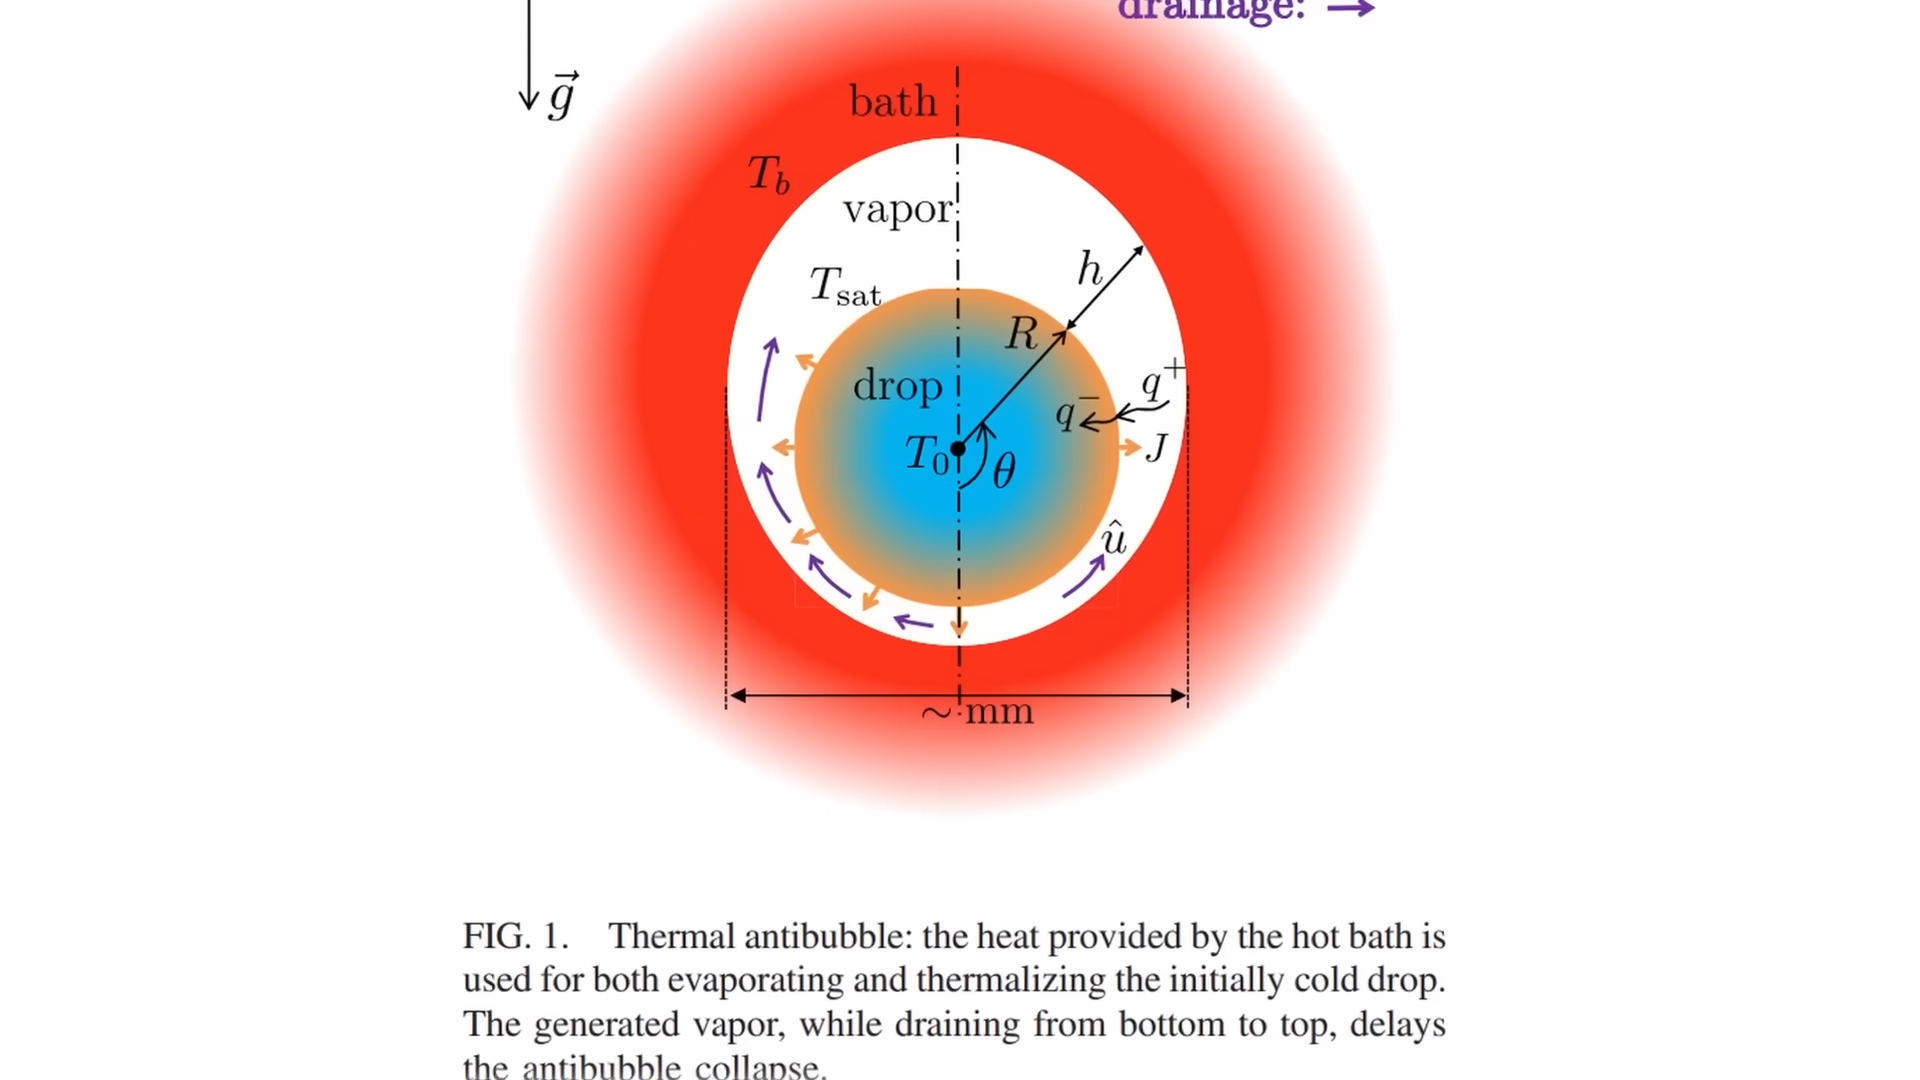 drainage: →
g⃗
bath
T_b
vapor
h
T_sat
R
q⁺
drop
q⁻
J
T₀
θ
û
~ mm
FIG. 1. Thermal antibubble: the heat provided by the hot bath is
used for both evaporating and thermalizing the initially cold drop.
The generated vapor, while draining from bottom to top, delays
the antibubble collapse.